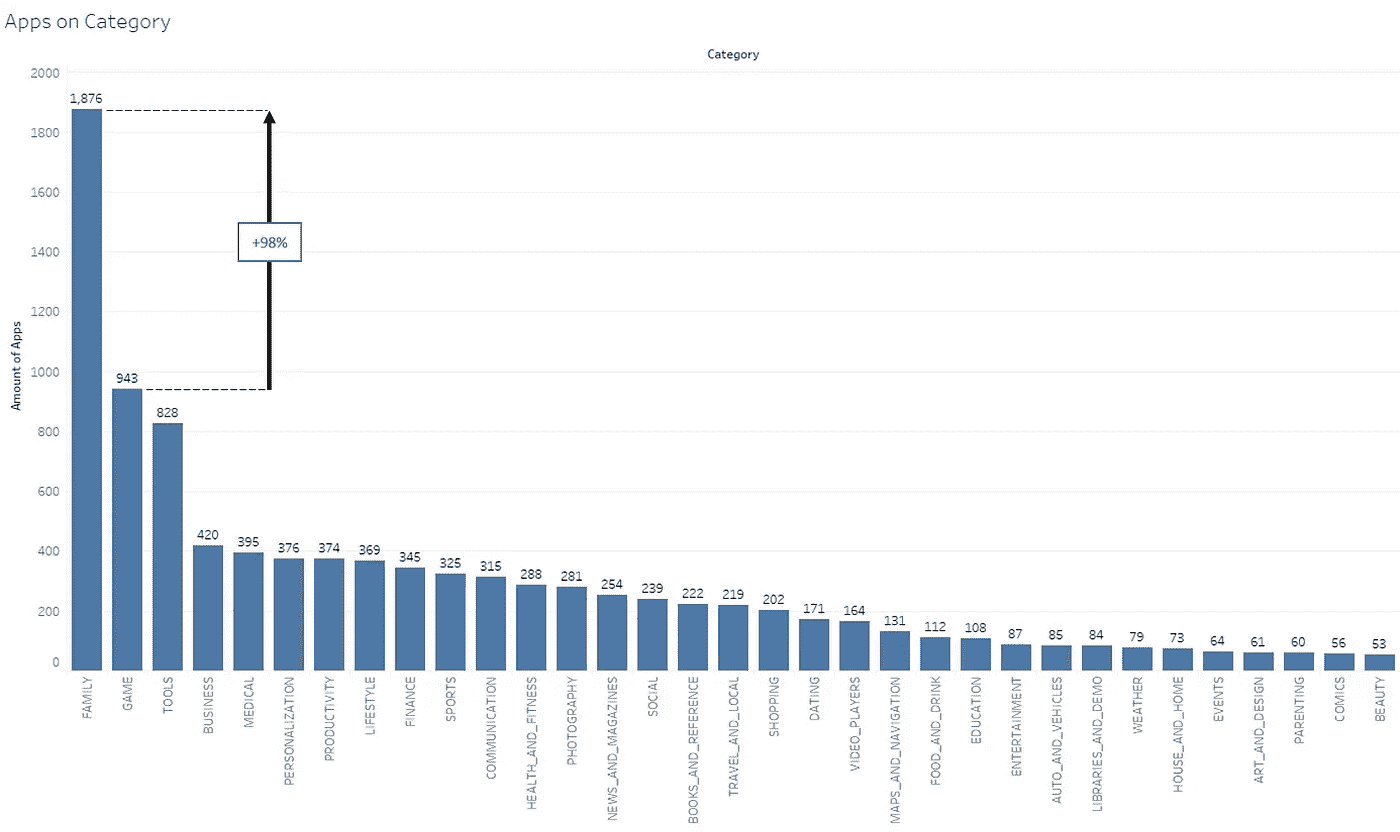 Apps on Category
Category
Amount of Apps
2000
1800
1600
1400
1200
1000
800
600
400
200
0
+98%
1,876
943
828
420
395
376
374
369
345
325
315
288
281
254
239
222
219
202
171
164
131
112
108
87
85
84
79
73
64
61
60
56
53
FAMILY
GAME
TOOLS
BUSINESS
MEDICAL
PERSONALIZATION
PRODUCTIVITY
LIFESTYLE
FINANCE
SPORTS
COMMUNICATION
HEALTH_AND_FITNESS
PHOTOGRAPHY
NEWS_AND_MAGAZINES
SOCIAL
BOOKS_AND_REFERENCE
TRAVEL_AND_LOCAL
SHOPPING
DATING
VIDEO_PLAYERS
MAPS_AND_NAVIGATION
FOOD_AND_DRINK
EDUCATION
ENTERTAINMENT
AUTO_AND_VEHICLES
LIBRARIES_AND_DEMO
WEATHER
HOUSE_AND_HOME
EVENTS
ART_AND_DESIGN
PARENTING
COMICS
BEAUTY